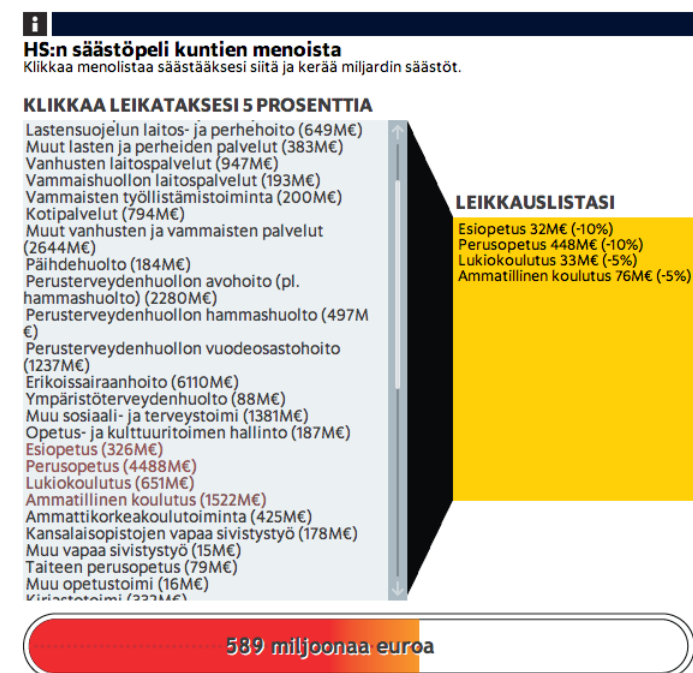 i
HS:n säästöpeli kuntien menoista
Klikkaa menolistaa säästääksesi siitä ja kerää miljardin säästöt.
KLIKKAA LEIKATAKSESI 5 PROSENTTIA
Lastensuojelun laitos- ja perhehoito (649M€)
Muut lasten ja perheiden palvelut (383M€)
Vanhusten laitospalvelut (947M€)
Vammaishuollon laitospalvelut (193M€)
Vammaisten työllistämistoiminta (200M€)
Kotipalvelut (794M€)
Muut vanhusten ja vammaisten palvelut
(2644M€)
Päihdehuolto (184M€)
Perusterveydenhuollon avohoito (pl.
hammashuolto) (2280M€)
Perusterveydenhuollon hammashuolto (497M
€)
Perusterveydenhuollon vuodeosastohoito
(1237M€)
Erikoissairaanhoito (6110M€)
Ympäristöterveydenhuolto (88M€)
Muu sosiaali- ja terveystoimi (1381M€)
Opetus- ja kulttuuritoimen hallinto (187M€)
Esiopetus (326M€)
Perusopetus (4488M€)
Lukiokoulutus (651M€)
Ammatillinen koulutus (1522M€)
Ammattikorkeakoulutoiminta (425M€)
Kansalaisopistojen vapaa sivistystyö (178M€)
Muu vapaa sivistystyö (15M€)
Taiteen perusopetus (79M€)
Muu opetustoimi (16M€)
Kirjastotoimi (332M€)
LEIKKAUSLISTASI
Esiopetus 32M€ (-10%)
Perusopetus 448M€ (-10%)
Lukiokoulutus 33M€ (-5%)
Ammatillinen koulutus 76M€ (-5%)
589 miljoonaa euroa